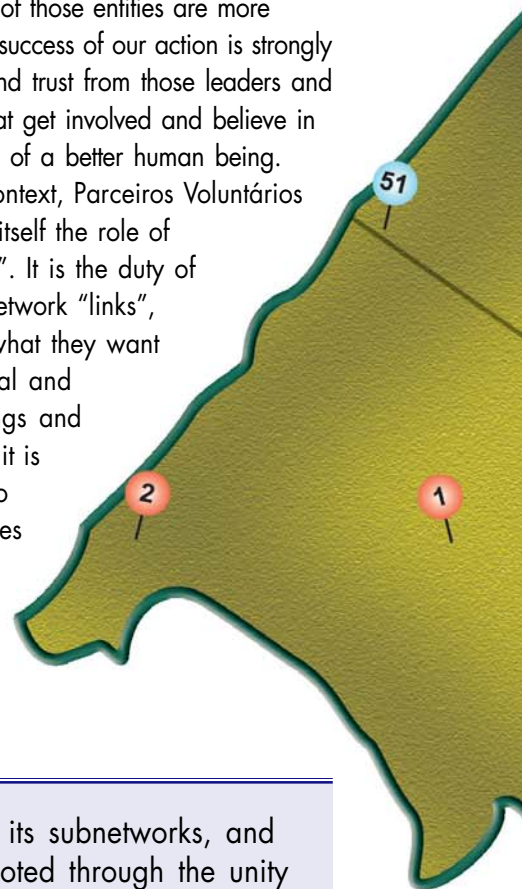 of those entities are more
success of our action is strongly
nd trust from those leaders and
at get involved and believe in
of a better human being.
ontext, Parceiros Voluntários
itself the role of
”. It is the duty of
etwork “links”,
what they want
al and
gs and
it is
o
es
51
2
1
its subnetworks, and
oted through the unity